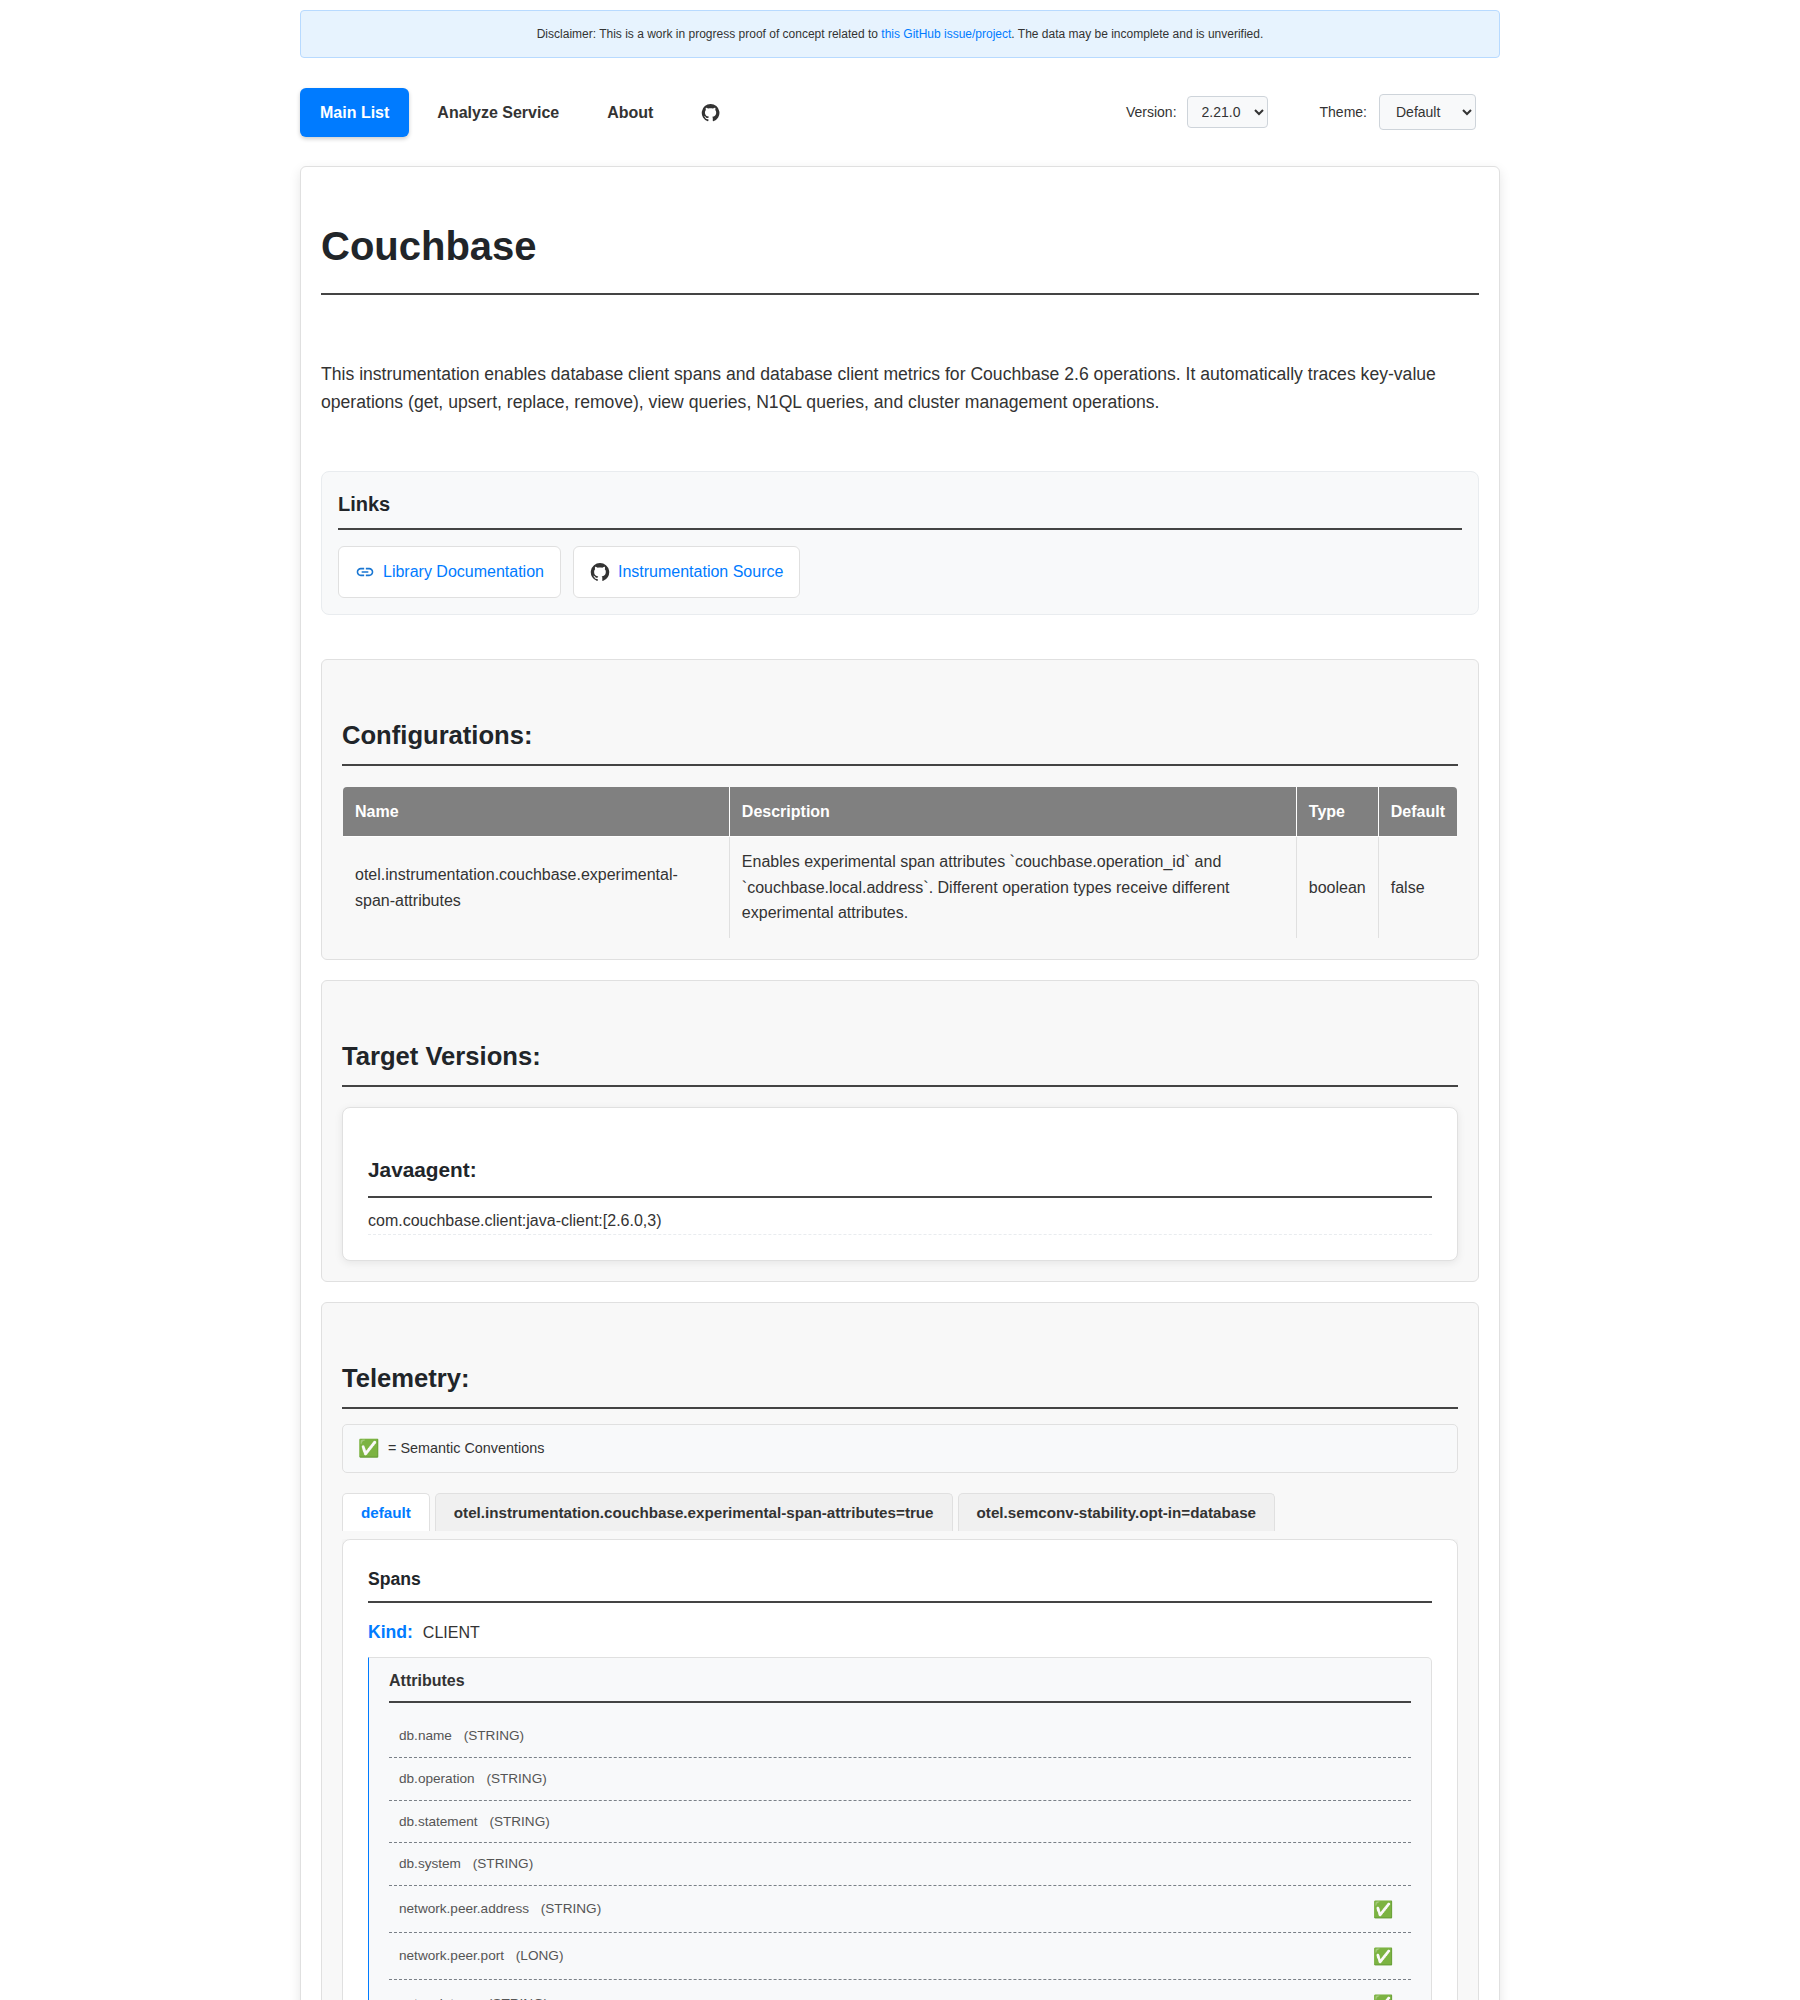 Disclaimer: This is a work in progress proof of concept related to this GitHub issue/project. The data may be incomplete and is unverified.
Main List
Analyze Service
About
Version:
2.21.0
Theme:
Default
Couchbase
This instrumentation enables database client spans and database client metrics for Couchbase 2.6 operations. It automatically traces key-value
operations (get, upsert, replace, remove), view queries, N1QL queries, and cluster management operations.
Links
Library Documentation
Instrumentation Source
Configurations:
Name
Description
Type
Default
otel.instrumentation.couchbase.experimental-
span-attributes
Enables experimental span attributes `couchbase.operation_id` and
`couchbase.local.address`. Different operation types receive different
experimental attributes.
boolean
false
Target Versions:
Javaagent:
com.couchbase.client:java-client:[2.6.0,3)
Telemetry:
✅ = Semantic Conventions
default
otel.instrumentation.couchbase.experimental-span-attributes=true
otel.semconv-stability.opt-in=database
Spans
Kind: CLIENT
Attributes
db.name (STRING)
db.operation (STRING)
db.statement (STRING)
db.system (STRING)
network.peer.address (STRING) ✅
network.peer.port (LONG) ✅